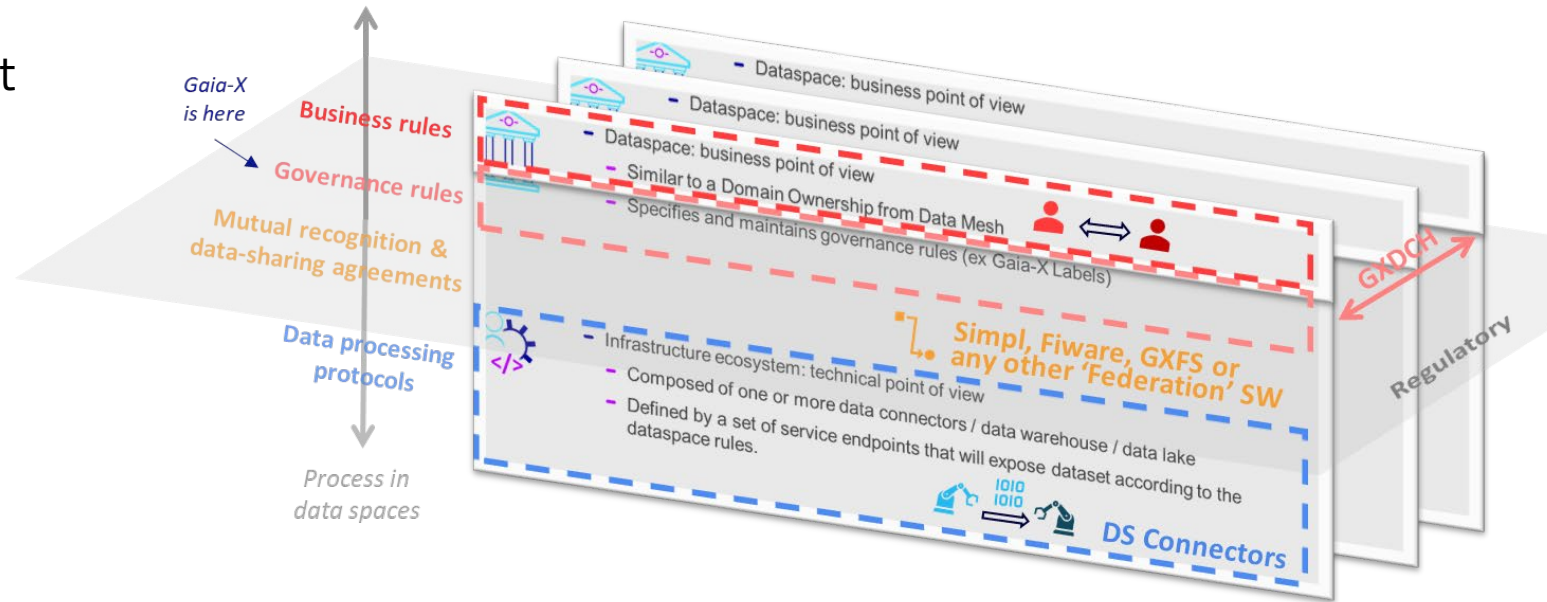 t
Gaia-X
is here
Business rules
Governance rules
Mutual recognition &
data-sharing agreements
Data processing
protocols
Process in
data spaces
- Dataspace: business point of view
- Dataspace: business point of view
- Dataspace: business point of view
- Similar to a Domain Ownership from Data Mesh
- Specifies and maintains governance rules (ex Gaia-X Labels)
GXDCH
Regulatory
Simpl, Fiware, GXFS or
any other 'Federation' SW
</>
- Infrastructure ecosystem: technical point of view
- Composed of one or more data connectors / data warehouse / data lake
- Defined by a set of service endpoints that will expose dataset according to the
dataspace rules.
1010
1010
DS Connectors